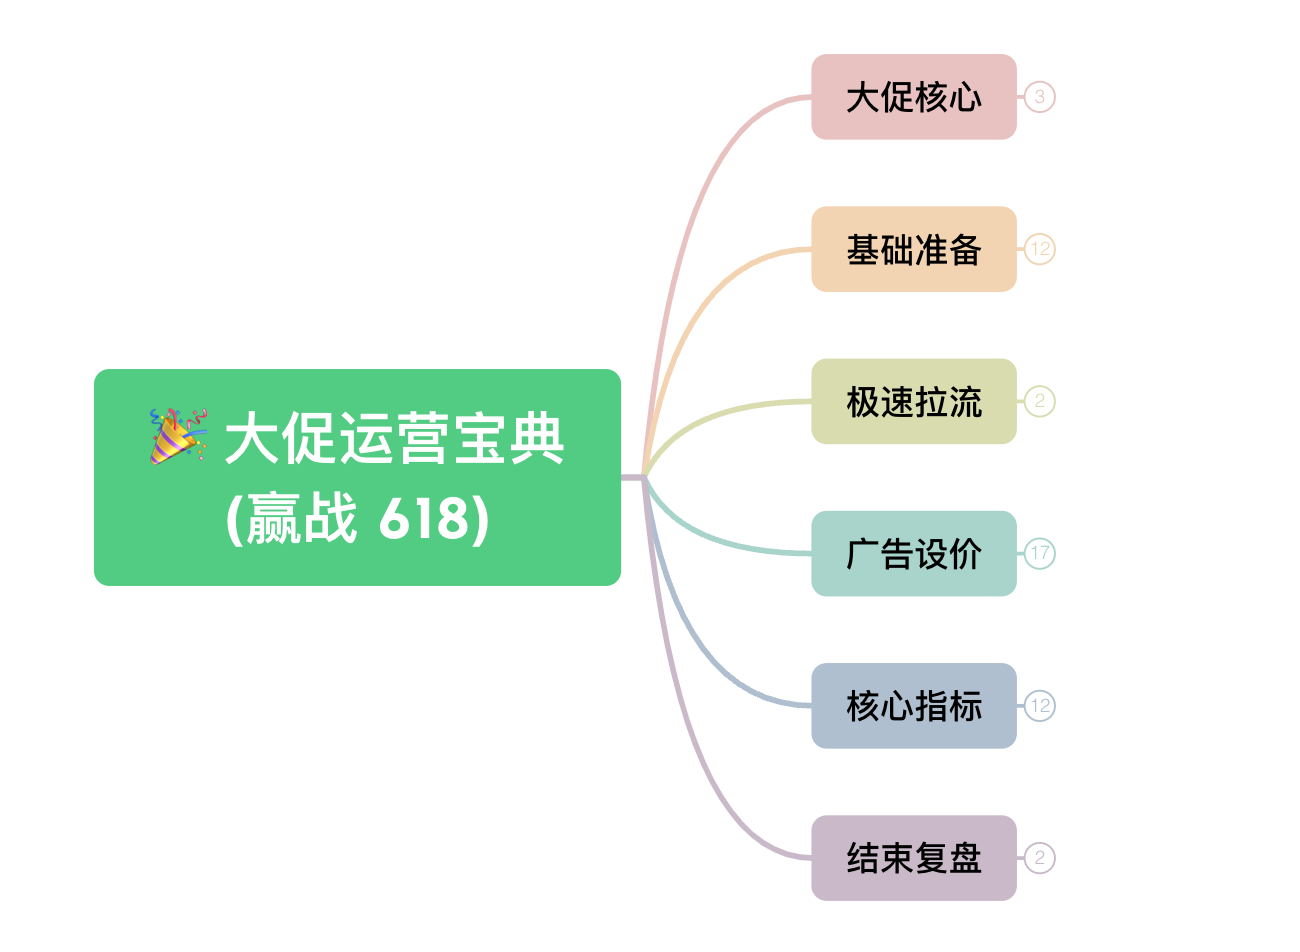 🎉 大促运营宝典
(赢战 618)
大促核心 3
基础准备 12
极速拉流 2
广告设价 17
核心指标 12
结束复盘 2